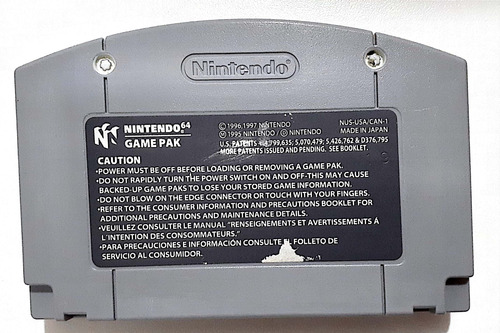 Nintendo
NINTENDO64
GAME PAK
© 1996,1997 NINTENDO
NUS-USA/CAN-1
Ⓜ 1995 NINTENDO / Ⓒ NINTENDO
MADE IN JAPAN
U.S. PATENTS 5,070,479; 5,426,762 & D376,795
MORE PATENTS ISSUED AND PENDING. SEE BOOKLET.
CAUTION
•POWER MUST BE OFF BEFORE LOADING OR REMOVING A GAME PAK.
•DO NOT RAPIDLY TURN THE POWER SWITCH ON AND OFF-THIS MAY CAUSE
BACKED-UP GAME PAKS TO LOSE YOUR STORED GAME INFORMATION.
•DO NOT BLOW ON THE EDGE CONNECTOR OR TOUCH WITH YOUR FINGERS.
•REFER TO THE CONSUMER INFORMATION AND PRECAUTIONS BOOKLET FOR
ADDITIONAL PRECAUTIONS AND MAINTENANCE DETAILS.
•VEUILLEZ CONSULTER LE MANUAL "RENSEIGNEMENTS ET AVERTISSEMENTS À
L'INTENTION DES CONSOMMATEURS."
•PARA PRECAUCIONES E INFORMACIÓN CONSULTE EL FOLLETO DE
SERVICIO AL CONSUMIDOR.